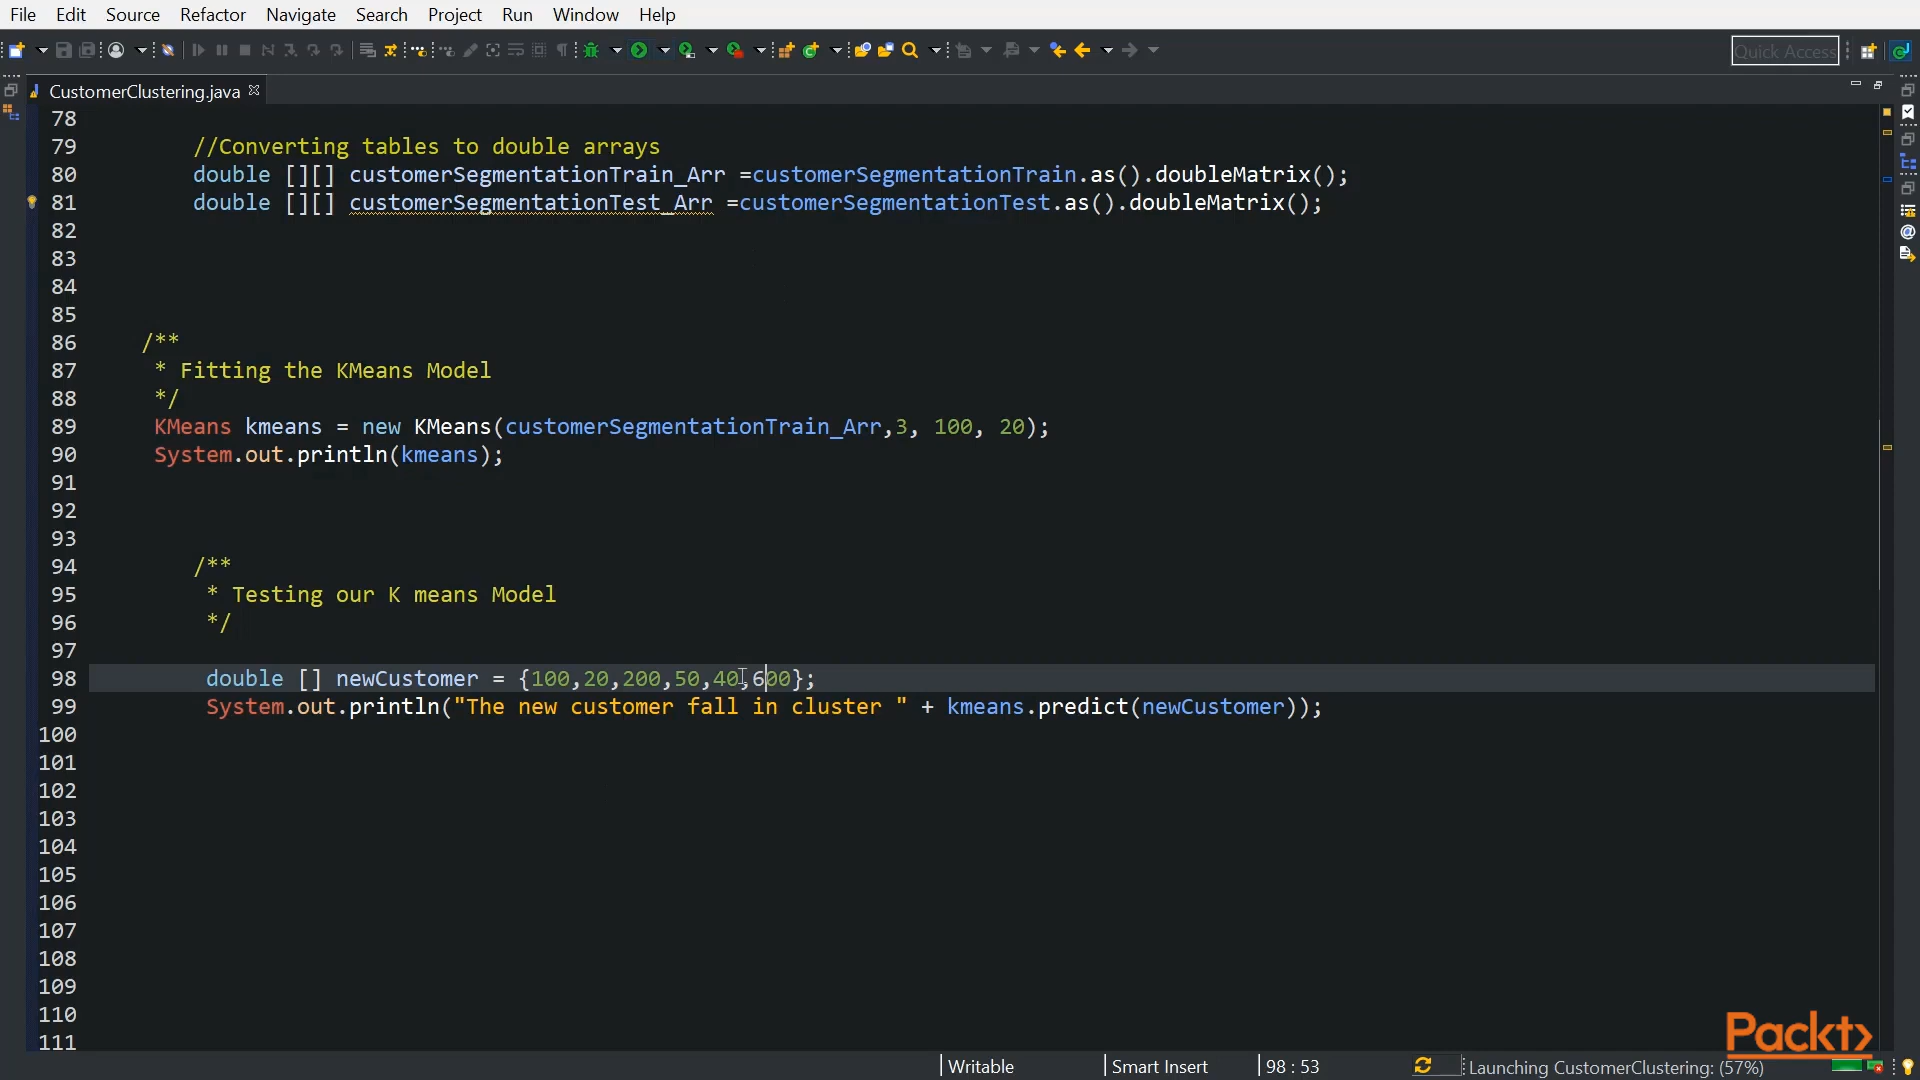 File Edit Source Refactor Navigate Search Project Run Window Help
Quick Access
CustomerClustering.java
78
79 //Converting tables to double arrays
80 double [][] customerSegmentationTrain_Arr =customerSegmentationTrain.as().doubleMatrix();
81 double [][] customerSegmentationTest_Arr =customerSegmentationTest.as().doubleMatrix();
82
83
84
85
86 /**
87 * Fitting the KMeans Model
88 */
89 KMeans kmeans = new KMeans(customerSegmentationTrain_Arr,3, 100, 20);
90 System.out.println(kmeans);
91
92
93
94 /**
95 * Testing our K means Model
96 */
97
98 double [] newCustomer = {100,20,200,50,40,600};
99 System.out.println("The new customer fall in cluster " + kmeans.predict(newCustomer));
100
101
102
103
104
105
106
107
108
109
110
111
Packt>
Writable Smart Insert 98 : 53 Launching CustomerClustering: (57%)